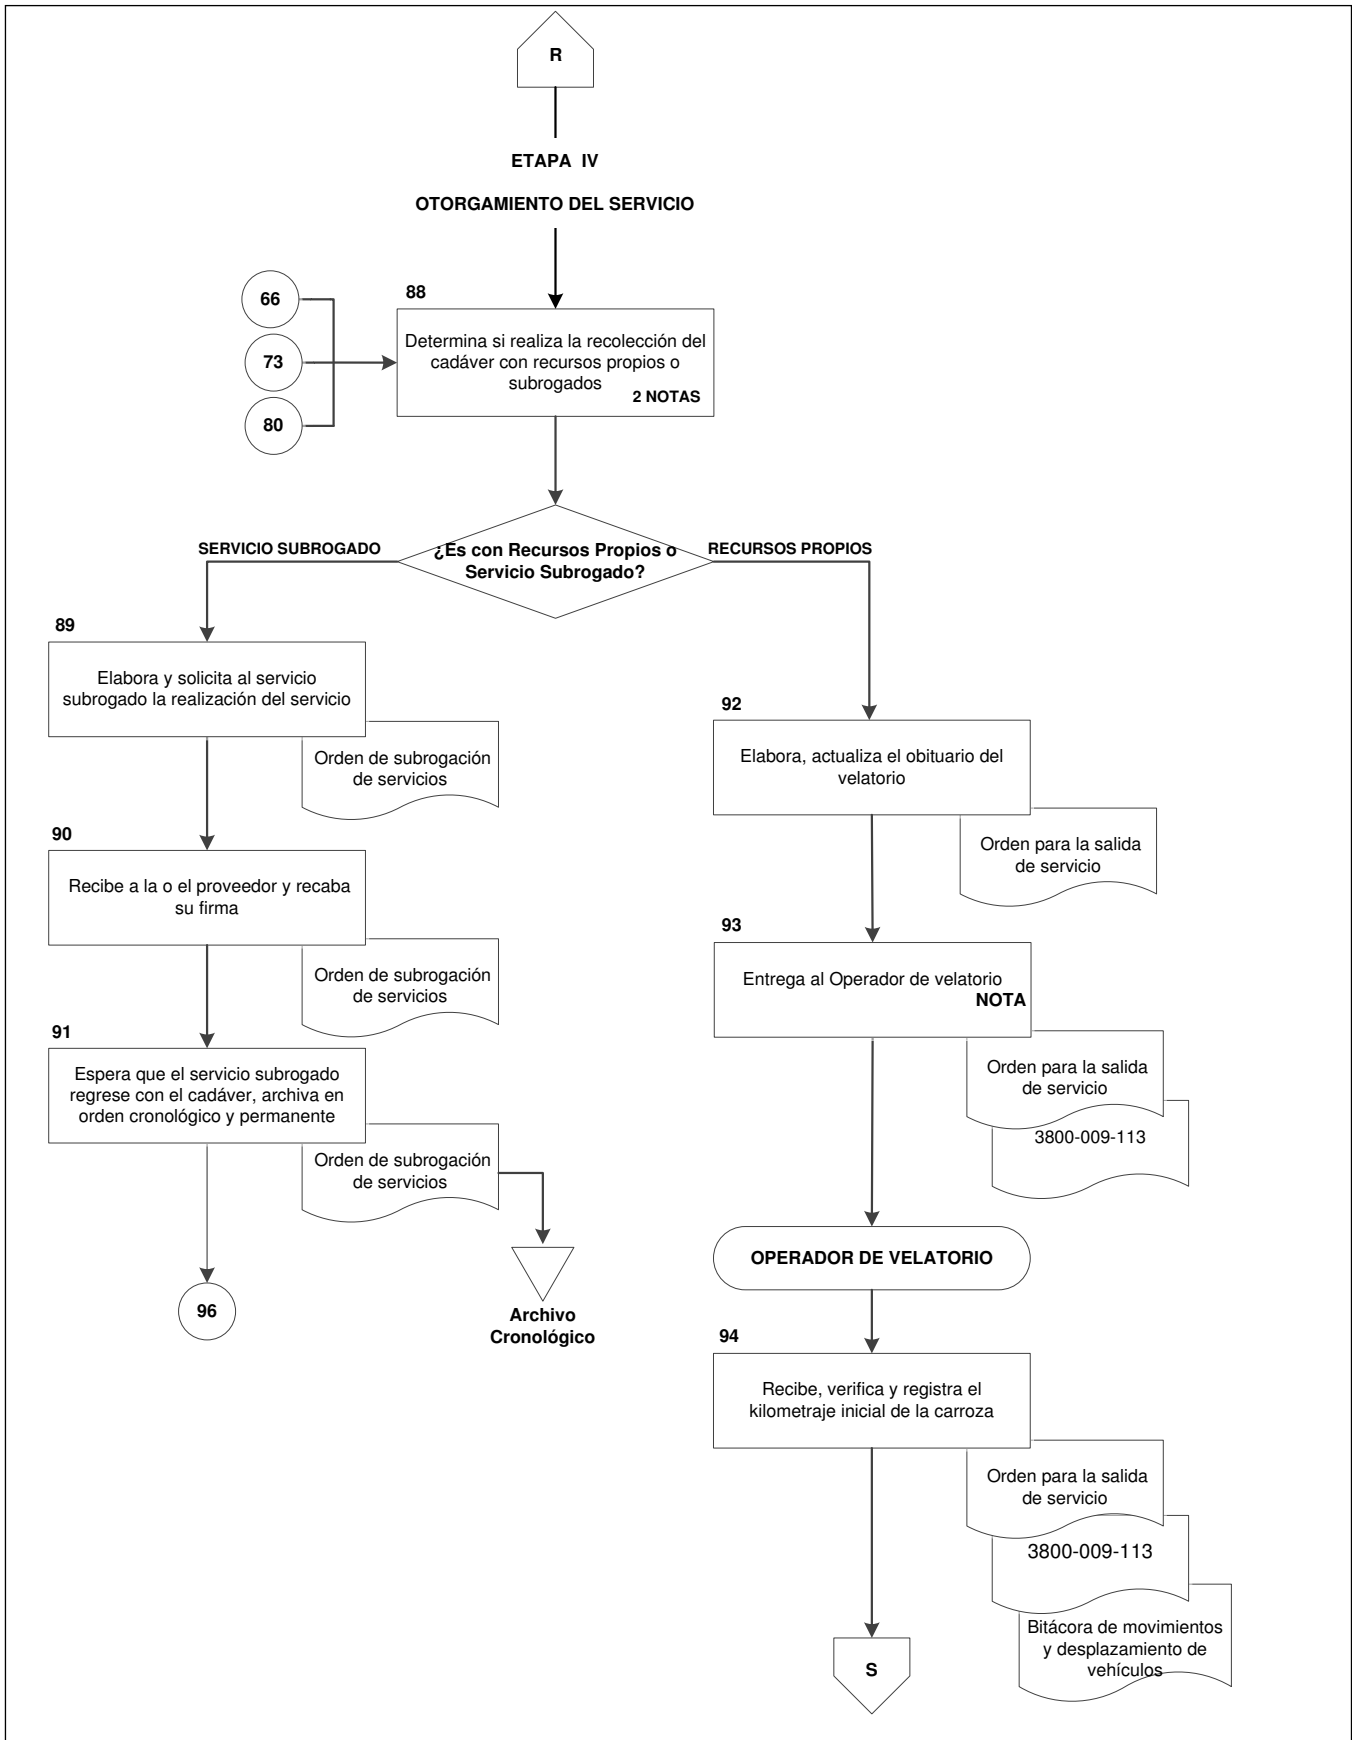 R
ETAPA IV
OTORGAMIENTO DEL SERVICIO
66
73
80
88
Determina si realiza la recolección del
cadáver con recursos propios o
subrogados
2 NOTAS
SERVICIO SUBROGADO
¿Es con Recursos Propios o
Servicio Subrogado?
RECURSOS PROPIOS
89
Elabora y solicita al servicio
subrogado la realización del servicio
Orden de subrogación
de servicios
90
Recibe a la o el proveedor y recaba
su firma
Orden de subrogación
de servicios
91
Espera que el servicio subrogado
regrese con el cadáver, archiva en
orden cronológico y permanente
Orden de subrogación
de servicios
96
Archivo
Cronológico
92
Elabora, actualiza el obituario del
velatorio
Orden para la salida
de servicio
93
Entrega al Operador de velatorio
NOTA
Orden para la salida
de servicio
3800-009-113
OPERADOR DE VELATORIO
94
Recibe, verifica y registra el
kilometraje inicial de la carroza
Orden para la salida
de servicio
3800-009-113
Bitácora de movimientos
y desplazamiento de
vehículos
S